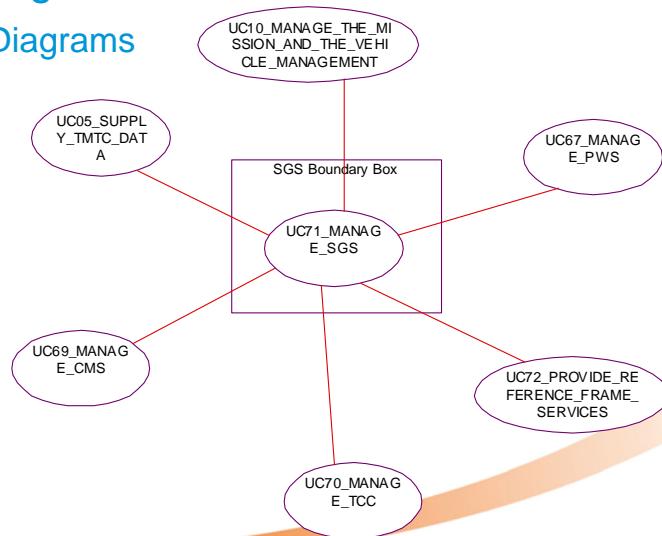 Diagrams
UC10_MANAGE_THE_MI
SSION_AND_THE_VEHI
CLE_MANAGEMENT
UC05_SUPPL
Y_TMTC_DAT
A
UC67_MANAG
E_PWS
SGS Boundary Box
UC71_MANAG
E_SGS
UC69_MANAG
E_CMS
UC72_PROVIDE_RE
FERENCE_FRAME_
SERVICES
UC70_MANAG
E_TCC